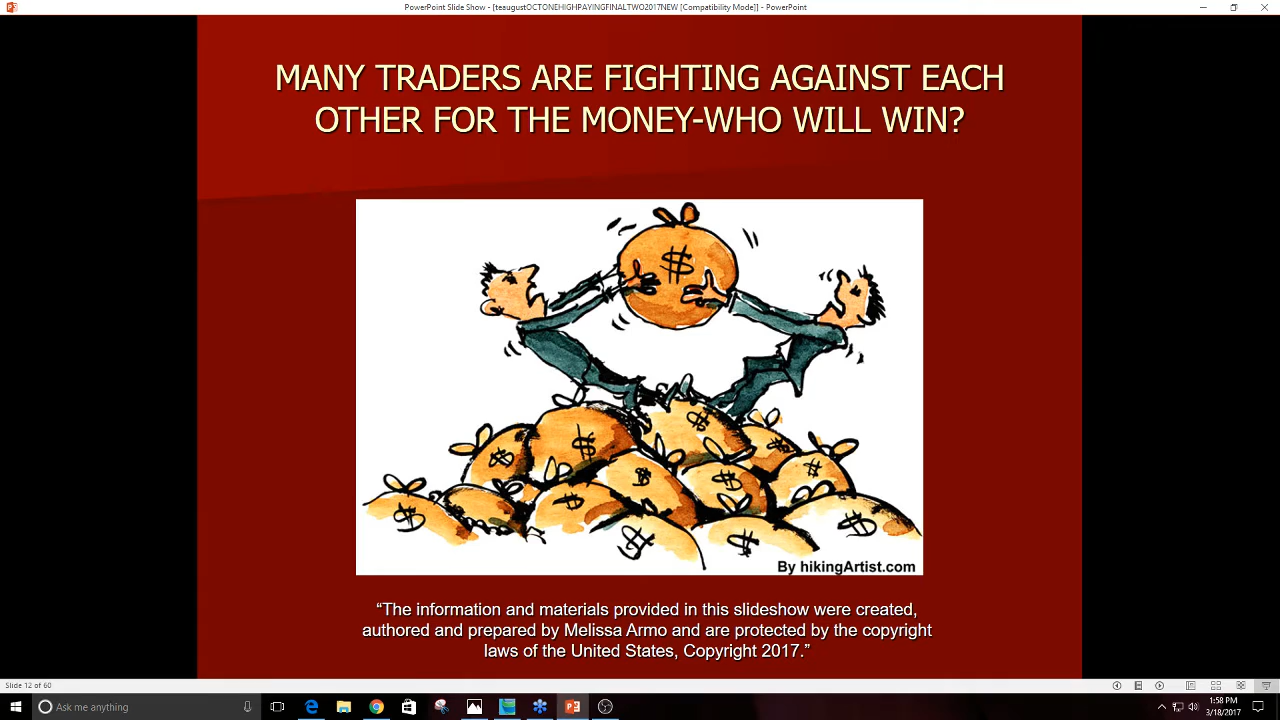 PowerPoint Slide Show - [teaugustOCTONEHIGHPAYINGFINALTWO2017NEW [Compatibility Mode]] - PowerPoint
MANY TRADERS ARE FIGHTING AGAINST EACH
OTHER FOR THE MONEY-WHO WILL WIN?
$
$
$
$
$
$
$
$
$
$
$
$
By hikingArtist.com
“The information and materials provided in this slideshow were created,
authored and prepared by Melissa Armo and are protected by the copyright
laws of the United States, Copyright 2017.”
Slide 12 of 60
Ask me anything
1:58 PM
3/18/2017